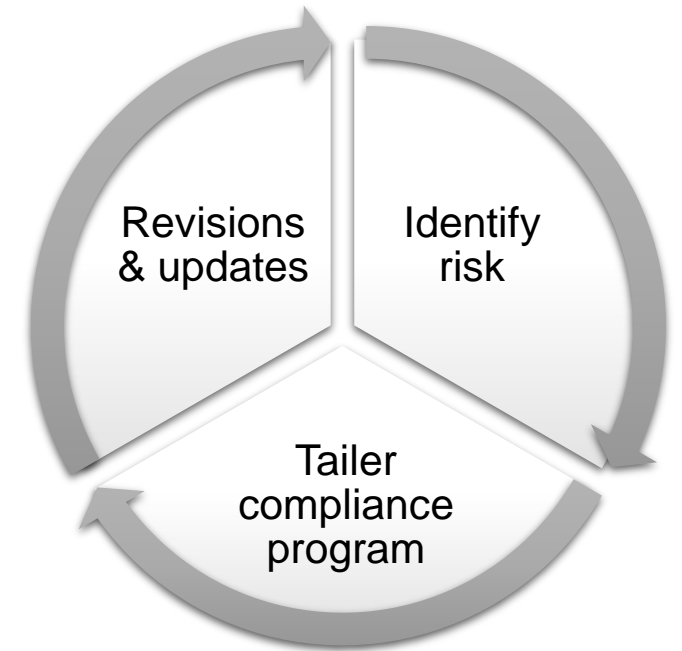 Revisions
& updates
Identify
risk
Tailer
compliance
program